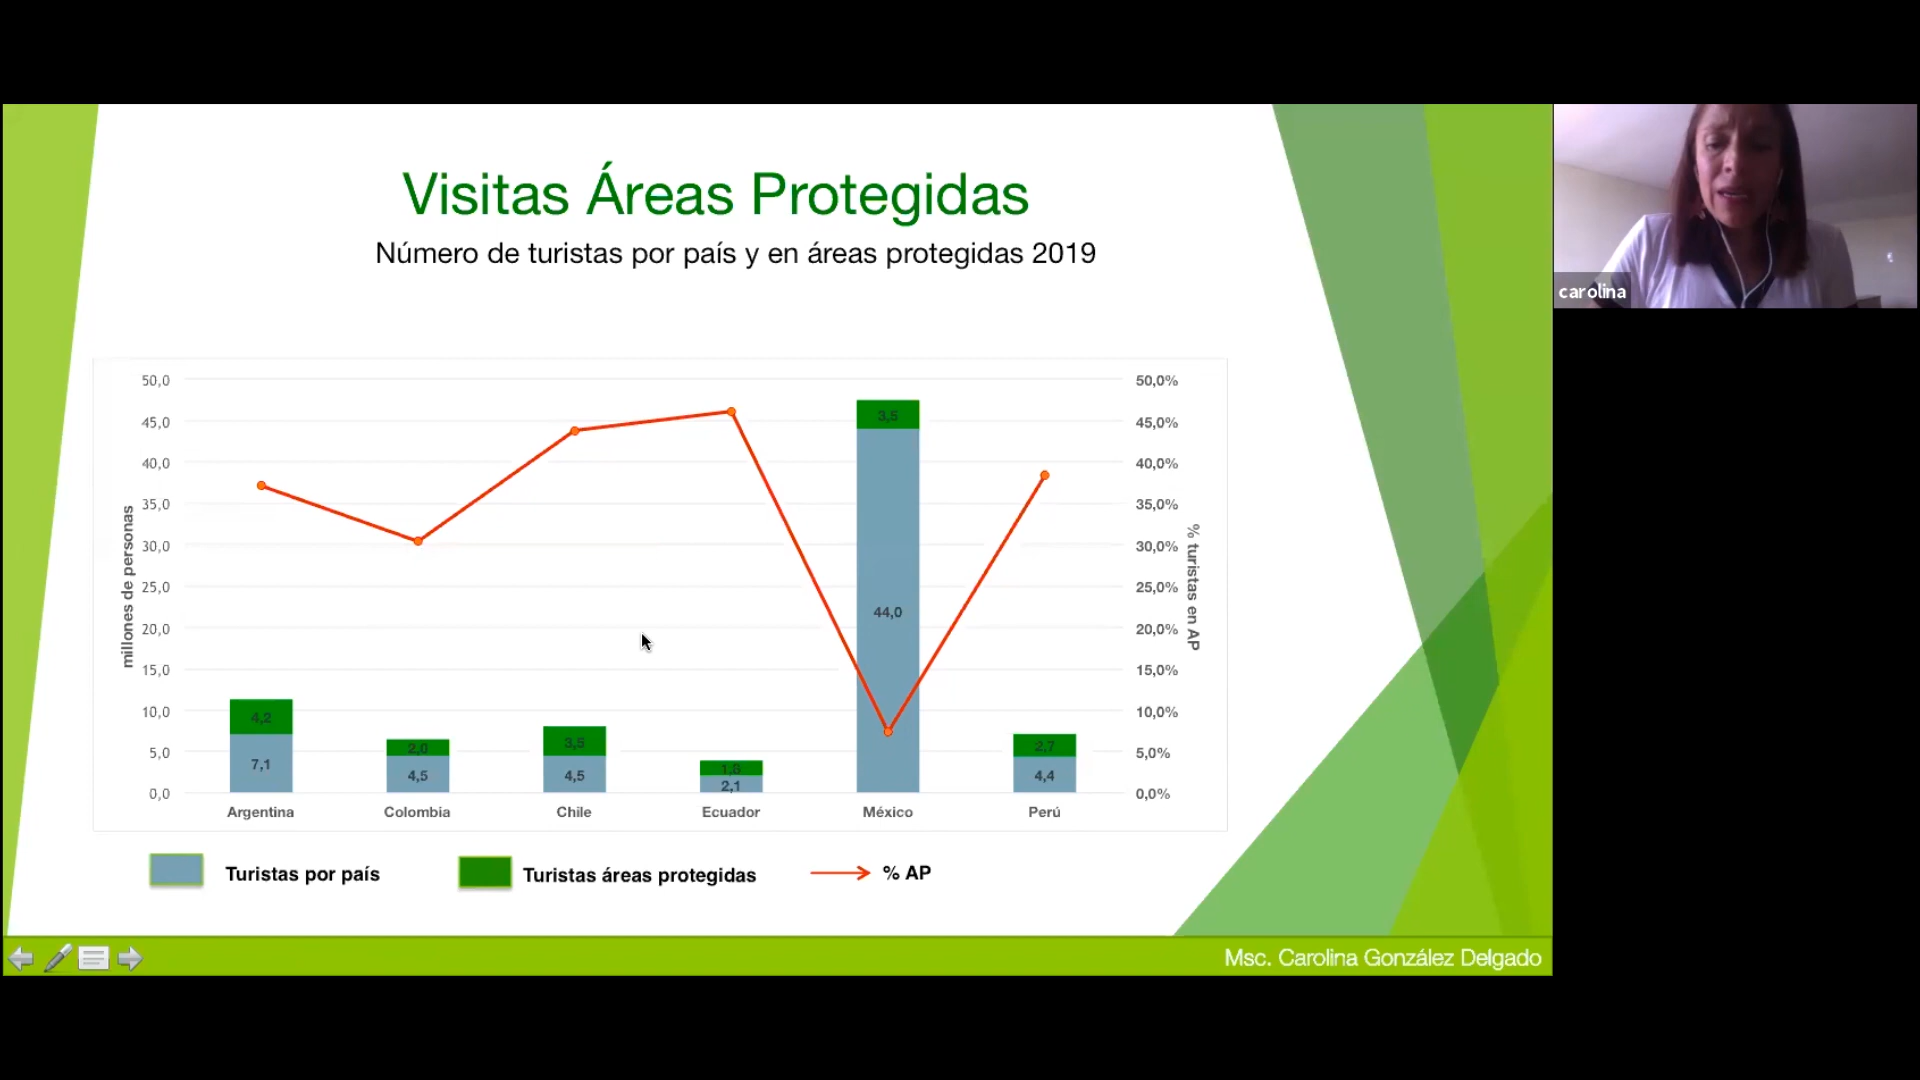 Visitas Áreas Protegidas
Número de turistas por país y en áreas protegidas 2019
carolina
millones de personas
50,0
45,0
40,0
35,0
30,0
25,0
20,0
15,0
10,0
5,0
0,0
50,0%
45,0%
40,0%
35,0%
30,0%
25,0%
20,0%
15,0%
10,0%
5,0%
0,0%
% turistas en AP
4,2
7,1
2,0
4,5
3,5
4,5
2,1
3,5
44,0
2,7
4,4
Argentina
Colombia
Chile
Ecuador
México
Perú
Turistas por país
Turistas áreas protegidas
% AP
Msc. Carolina González Delgado